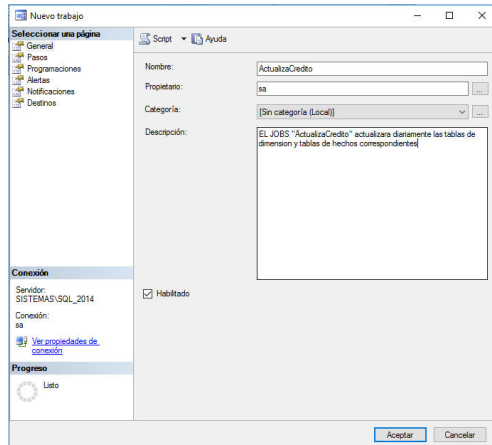 Nuevo trabajo
Seleccionar una página
General
Pasos
Programaciones
Alertas
Notificaciones
Destinos
Script
Ayuda
Nombre:
ActualizaCredito
Propietario:
sa
...
Categoría:
[Sin categoría (Local)]
...
Descripción:
EL JOBS "ActualizaCredito" actualizara diariamente las tablas de
dimension y tablas de hechos correspondientes
Habilitado
Conexión
Servidor:
SISTEMAS\SQL_2014
Conexión:
sa
Ver propiedades de
conexión
Progreso
Listo
Aceptar
Cancelar